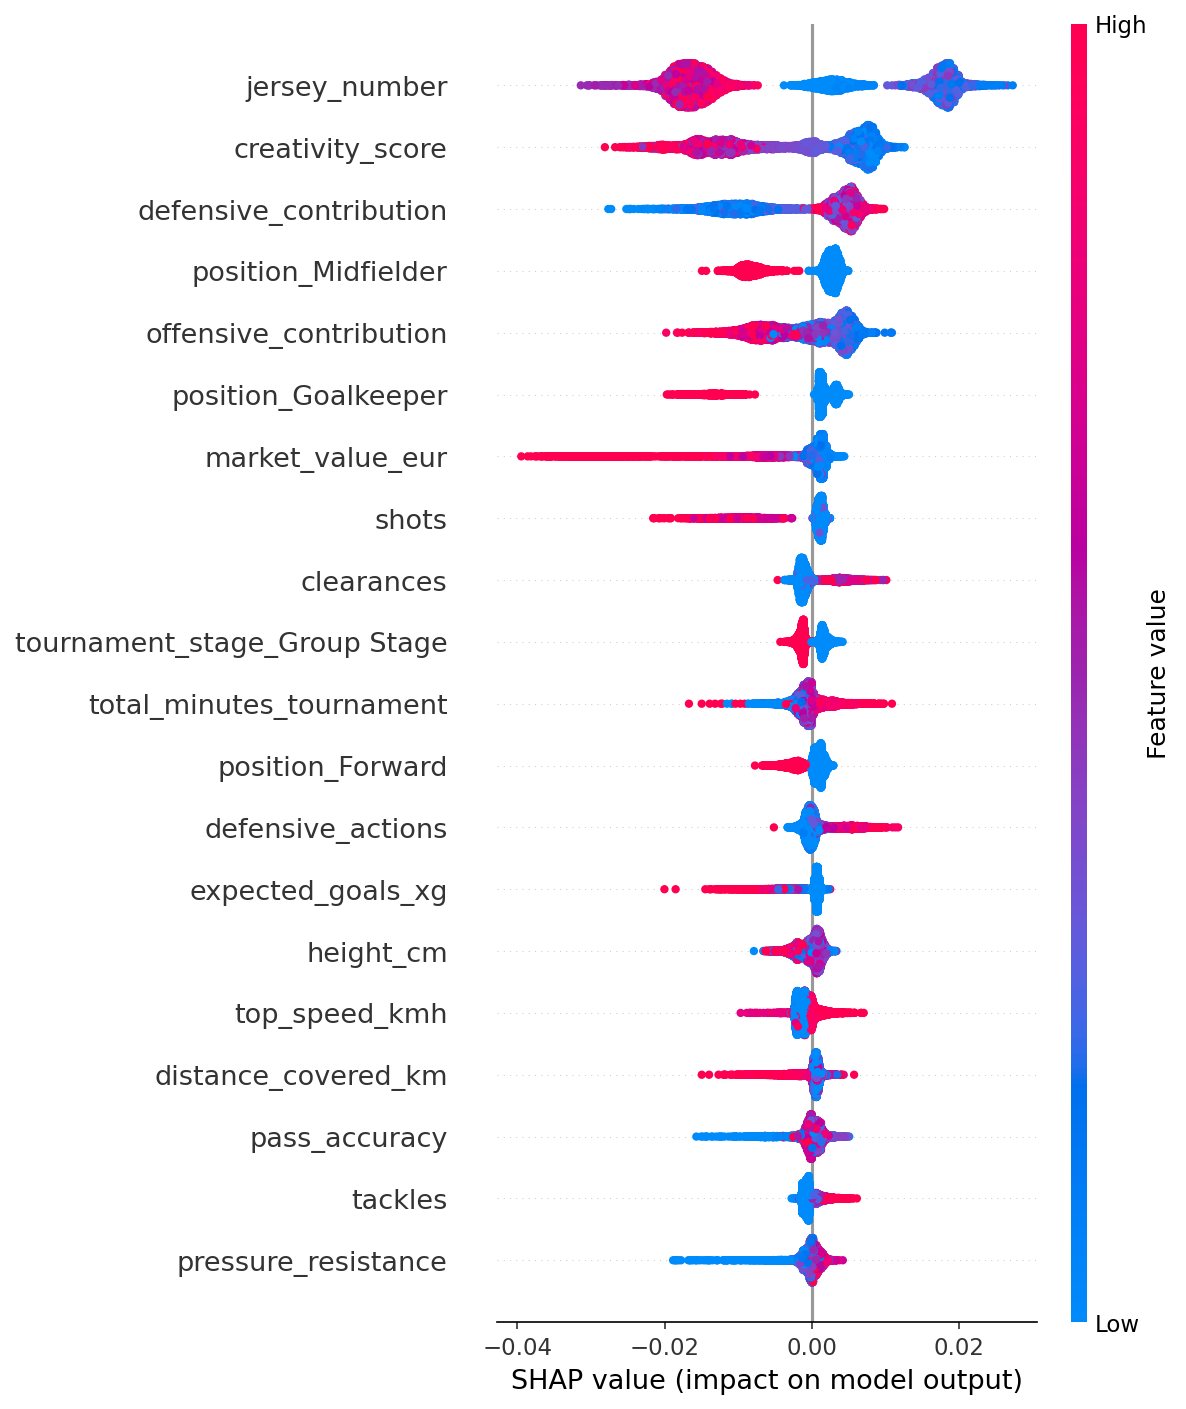 High
jersey_number
creativity_score
defensive_contribution
position_Midfielder
offensive_contribution
position_Goalkeeper
market_value_eur
shots
clearances
tournament_stage_Group Stage
total_minutes_tournament
position_Forward
defensive_actions
expected_goals_xg
height_cm
top_speed_kmh
distance_covered_km
pass_accuracy
tackles
pressure_resistance
Feature value
Low
−0.04 −0.02 0.00 0.02
SHAP value (impact on model output)